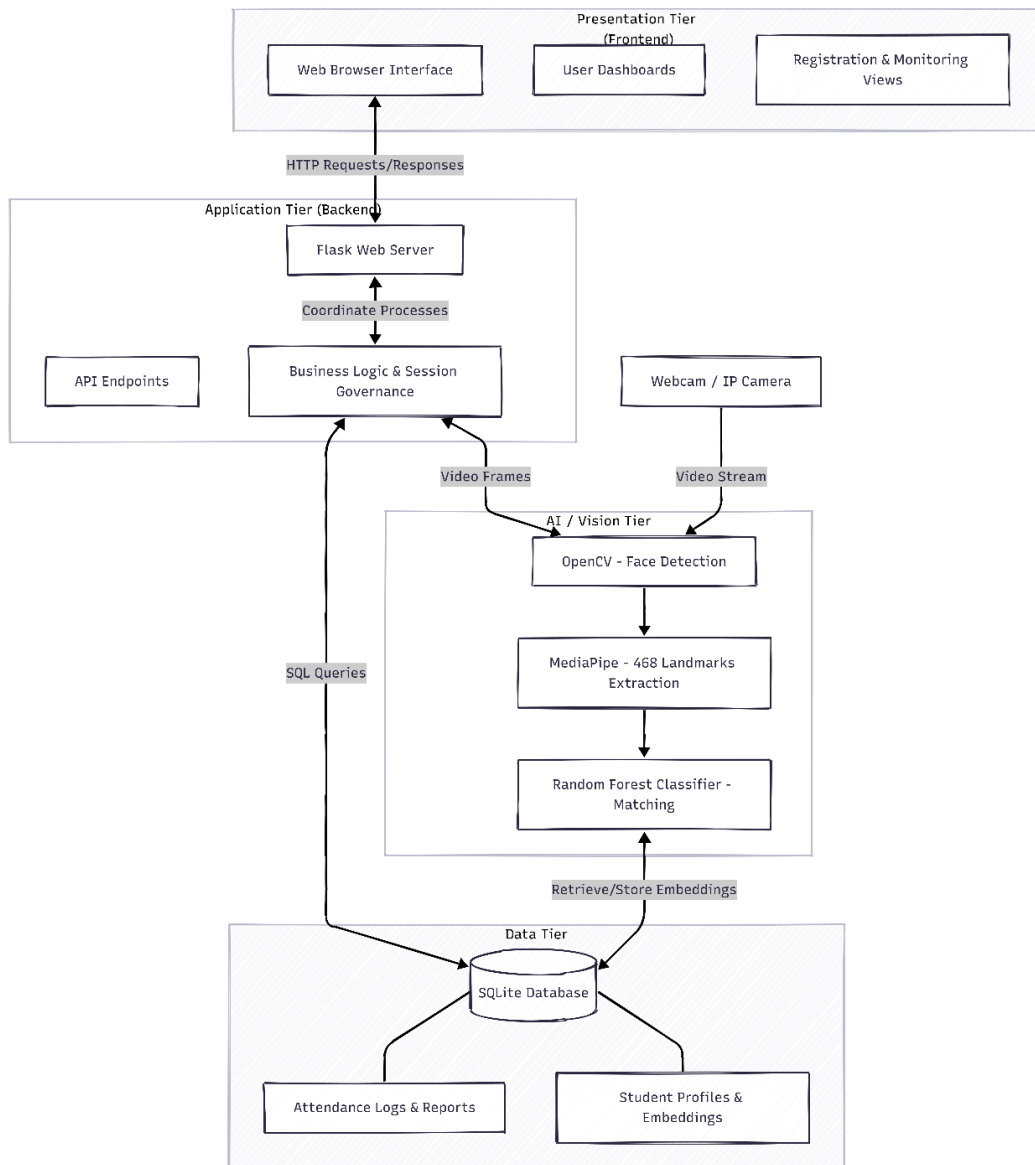 Presentation Tier
(Frontend)
Web Browser Interface
User Dashboards
Registration & Monitoring
Views
HTTP Requests/Responses
Application Tier (Backend)
Flask Web Server
Coordinate Processes
API Endpoints
Business Logic & Session
Governance
Webcam / IP Camera
Video Frames
Video Stream
AI / Vision Tier
OpenCV - Face Detection
MediaPipe - 468 Landmarks
Extraction
SQL Queries
Random Forest Classifier -
Matching
Retrieve/Store Embeddings
Data Tier
SQLite Database
Attendance Logs & Reports
Student Profiles &
Embeddings